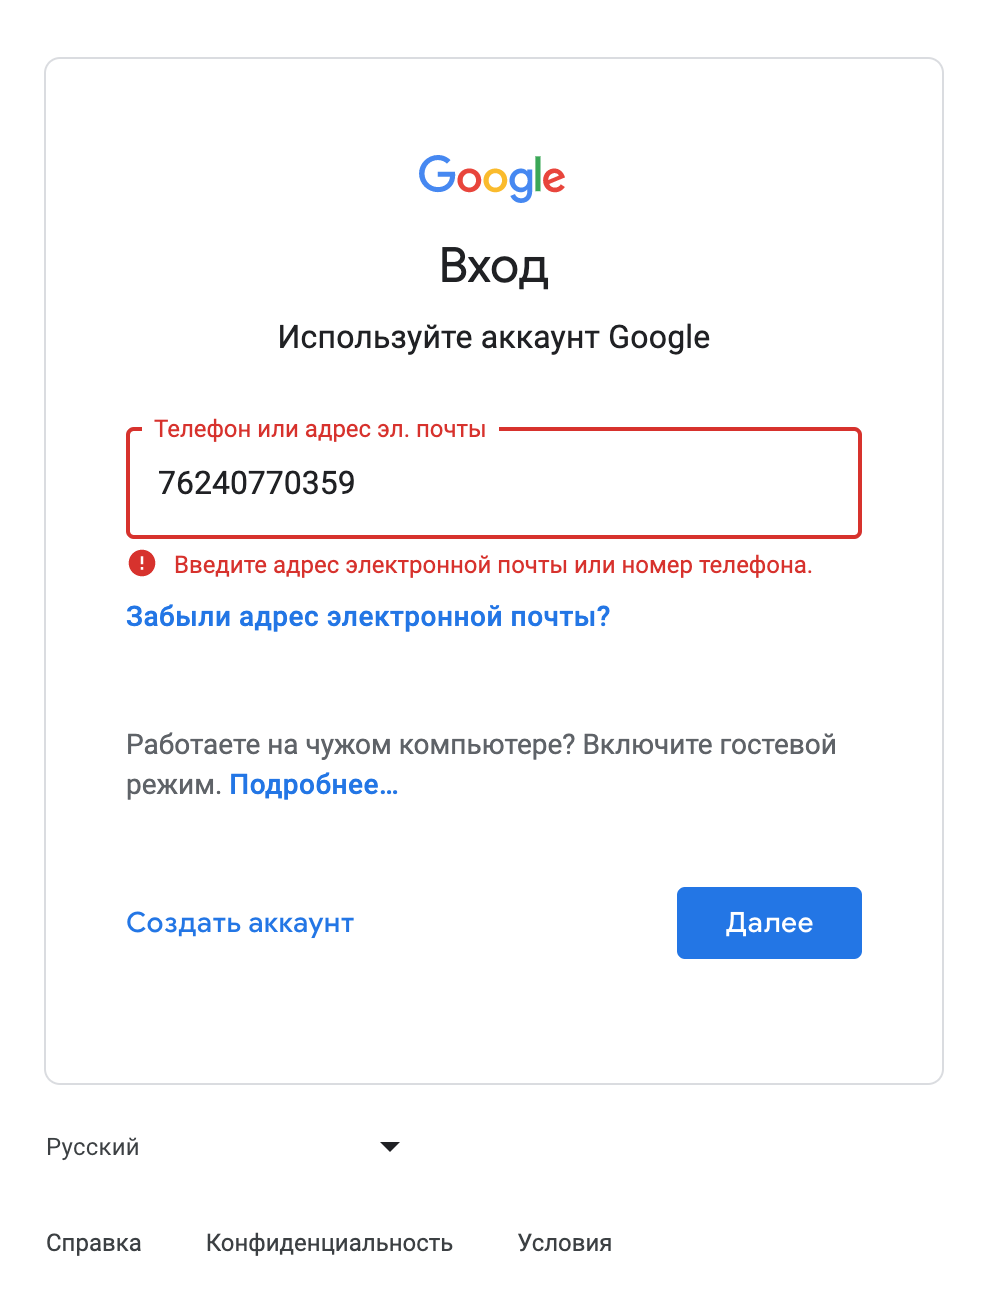 Google
Вход
Используйте аккаунт Google
Телефон или адрес эл. почты
76240770359
Введите адрес электронной почты или номер телефона.
Забыли адрес электронной почты?
Работаете на чужом компьютере? Включите гостевой
режим. Подробнее…
Создать аккаунт
Далее
Русский
Справка Конфиденциальность Условия